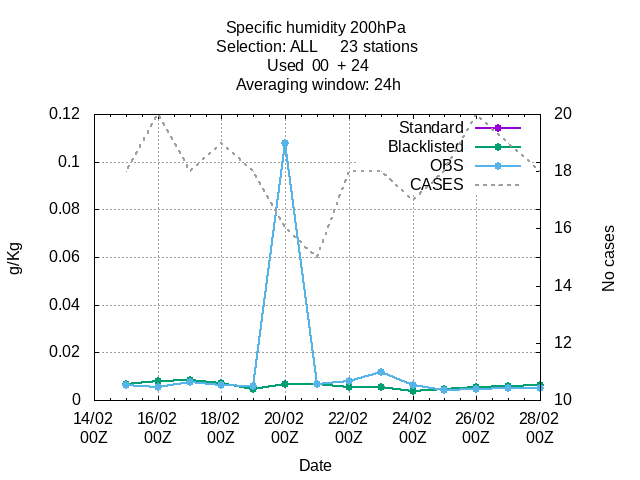 Specific humidity 200hPa
Selection: ALL     23 stations
Used  00  + 24
Averaging window: 24h
0.12
0.1
0.08
0.06
0.04
0.02
0
20
18
16
14
12
10
Standard
Blacklisted
OBS
CASES
g/Kg
No cases
14/02 16/02 18/02 20/02 22/02 24/02 26/02 28/02
00Z 00Z 00Z 00Z 00Z 00Z 00Z 00Z
Date